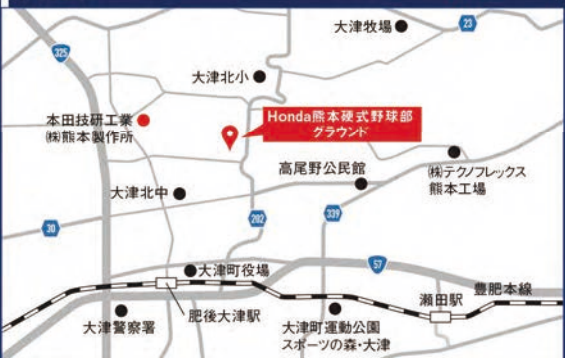 大津牧場
23
325
大津北小
本田技研工業
㈱熊本製作所
Honda熊本硬式野球部
グラウンド
高尾野公民館
㈱テクノフレックス
熊本工場
大津北中
30
202
339
57
大津町役場
豊肥本線
瀬田駅
肥後大津駅
大津警察署
大津町運動公園
スポーツの森・大津